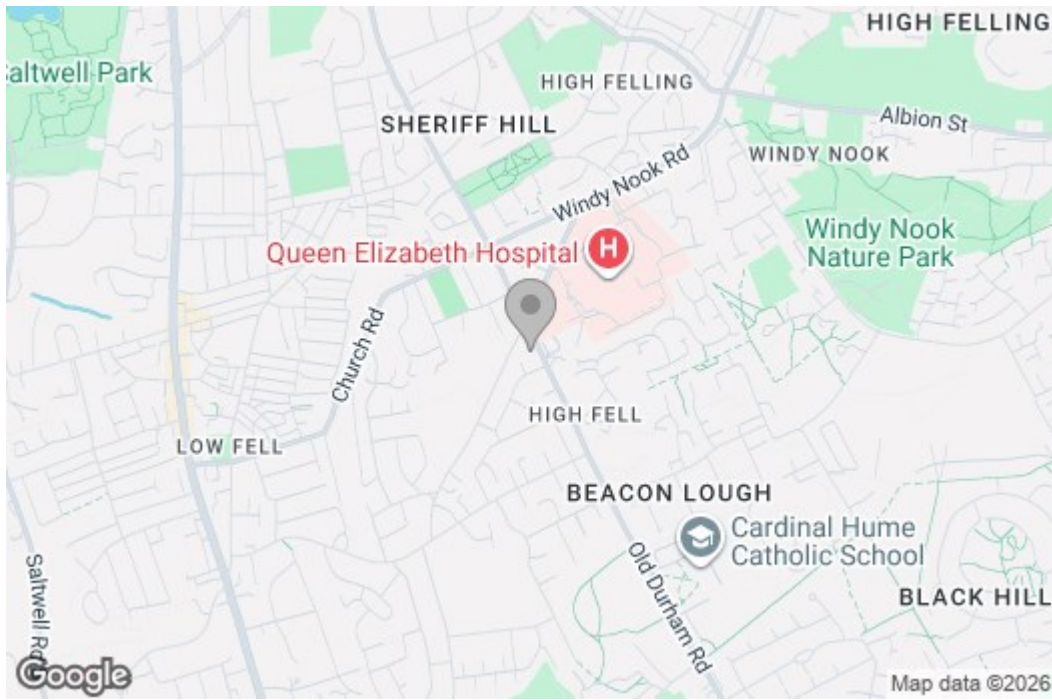 HIGH FELLING
altwell Park
HIGH FELLING
SHERIFF HILL
Albion St
WINDY NOOK
Windy Nook Rd
Queen Elizabeth Hospital
H
Windy Nook
Nature Park
Church Rd
HIGH FELL
LOW FELL
BEACON LOUGH
Cardinal Hume
Catholic School
Old Durham Rd
Saltwell Rd
BLACK HILL
Google
Map data ©2026